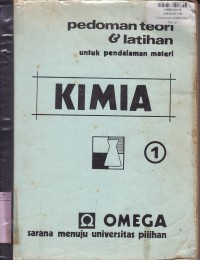 pedoman teori
& latihan
untuk pendalaman materi
KIMIA
1
Ω OMEGA
sarana menuju universitas pilihan